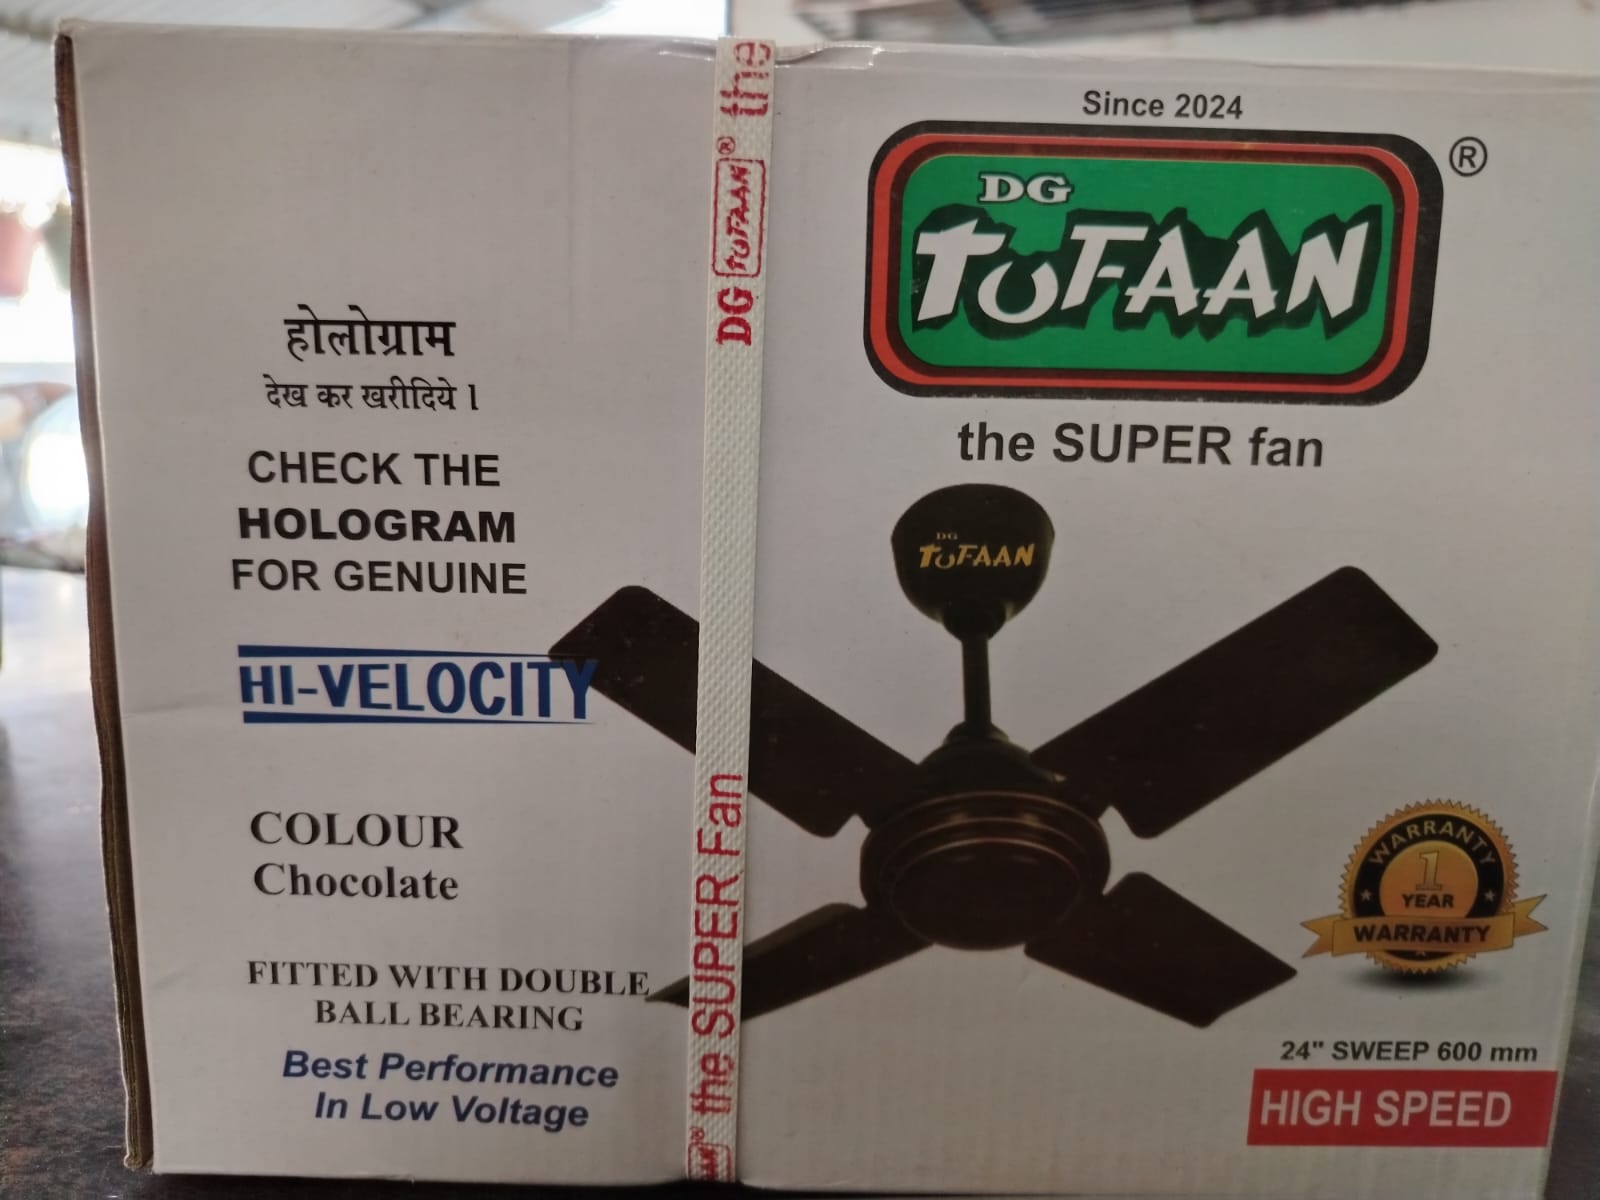 होलोग्राम
देख कर खरीदिये ।
CHECK THE
HOLOGRAM
FOR GENUINE
HI-VELOCITY
COLOUR
Chocolate
FITTED WITH DOUBLE
BALL BEARING
Best Performance
In Low Voltage
the
DG TUFAAN®
the SUPER Fan
®
Since 2024
DG
TUFAAN
®
the SUPER fan
DG
TUFAAN
WARRANTY
1
YEAR
WARRANTY
24" SWEEP 600 mm
HIGH SPEED